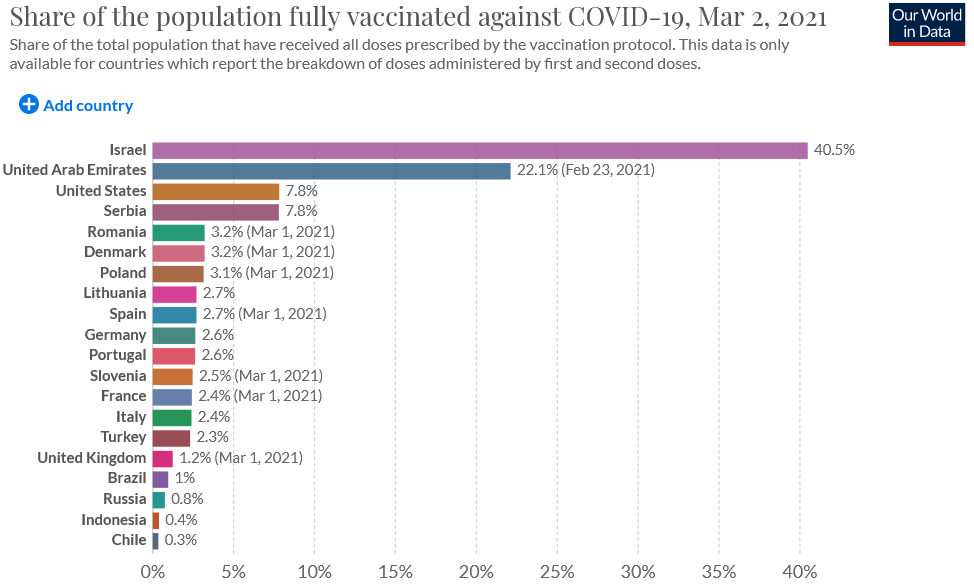 Share of the population fully vaccinated against COVID-19, Mar 2, 2021
Our World
in Data
Share of the total population that have received all doses prescribed by the vaccination protocol. This data is only
available for countries which report the breakdown of doses administered by first and second doses.
Add country
Israel 40.5%
United Arab Emirates 22.1% (Feb 23, 2021)
United States 7.8%
Serbia 7.8%
Romania 3.2% (Mar 1, 2021)
Denmark 3.2% (Mar 1, 2021)
Poland 3.1% (Mar 1, 2021)
Lithuania 2.7%
Spain 2.7% (Mar 1, 2021)
Germany 2.6%
Portugal 2.6%
Slovenia 2.5% (Mar 1, 2021)
France 2.4% (Mar 1, 2021)
Italy 2.4%
Turkey 2.3%
United Kingdom 1.2% (Mar 1, 2021)
Brazil 1%
Russia 0.8%
Indonesia 0.4%
Chile 0.3%
0% 5% 10% 15% 20% 25% 30% 35% 40%